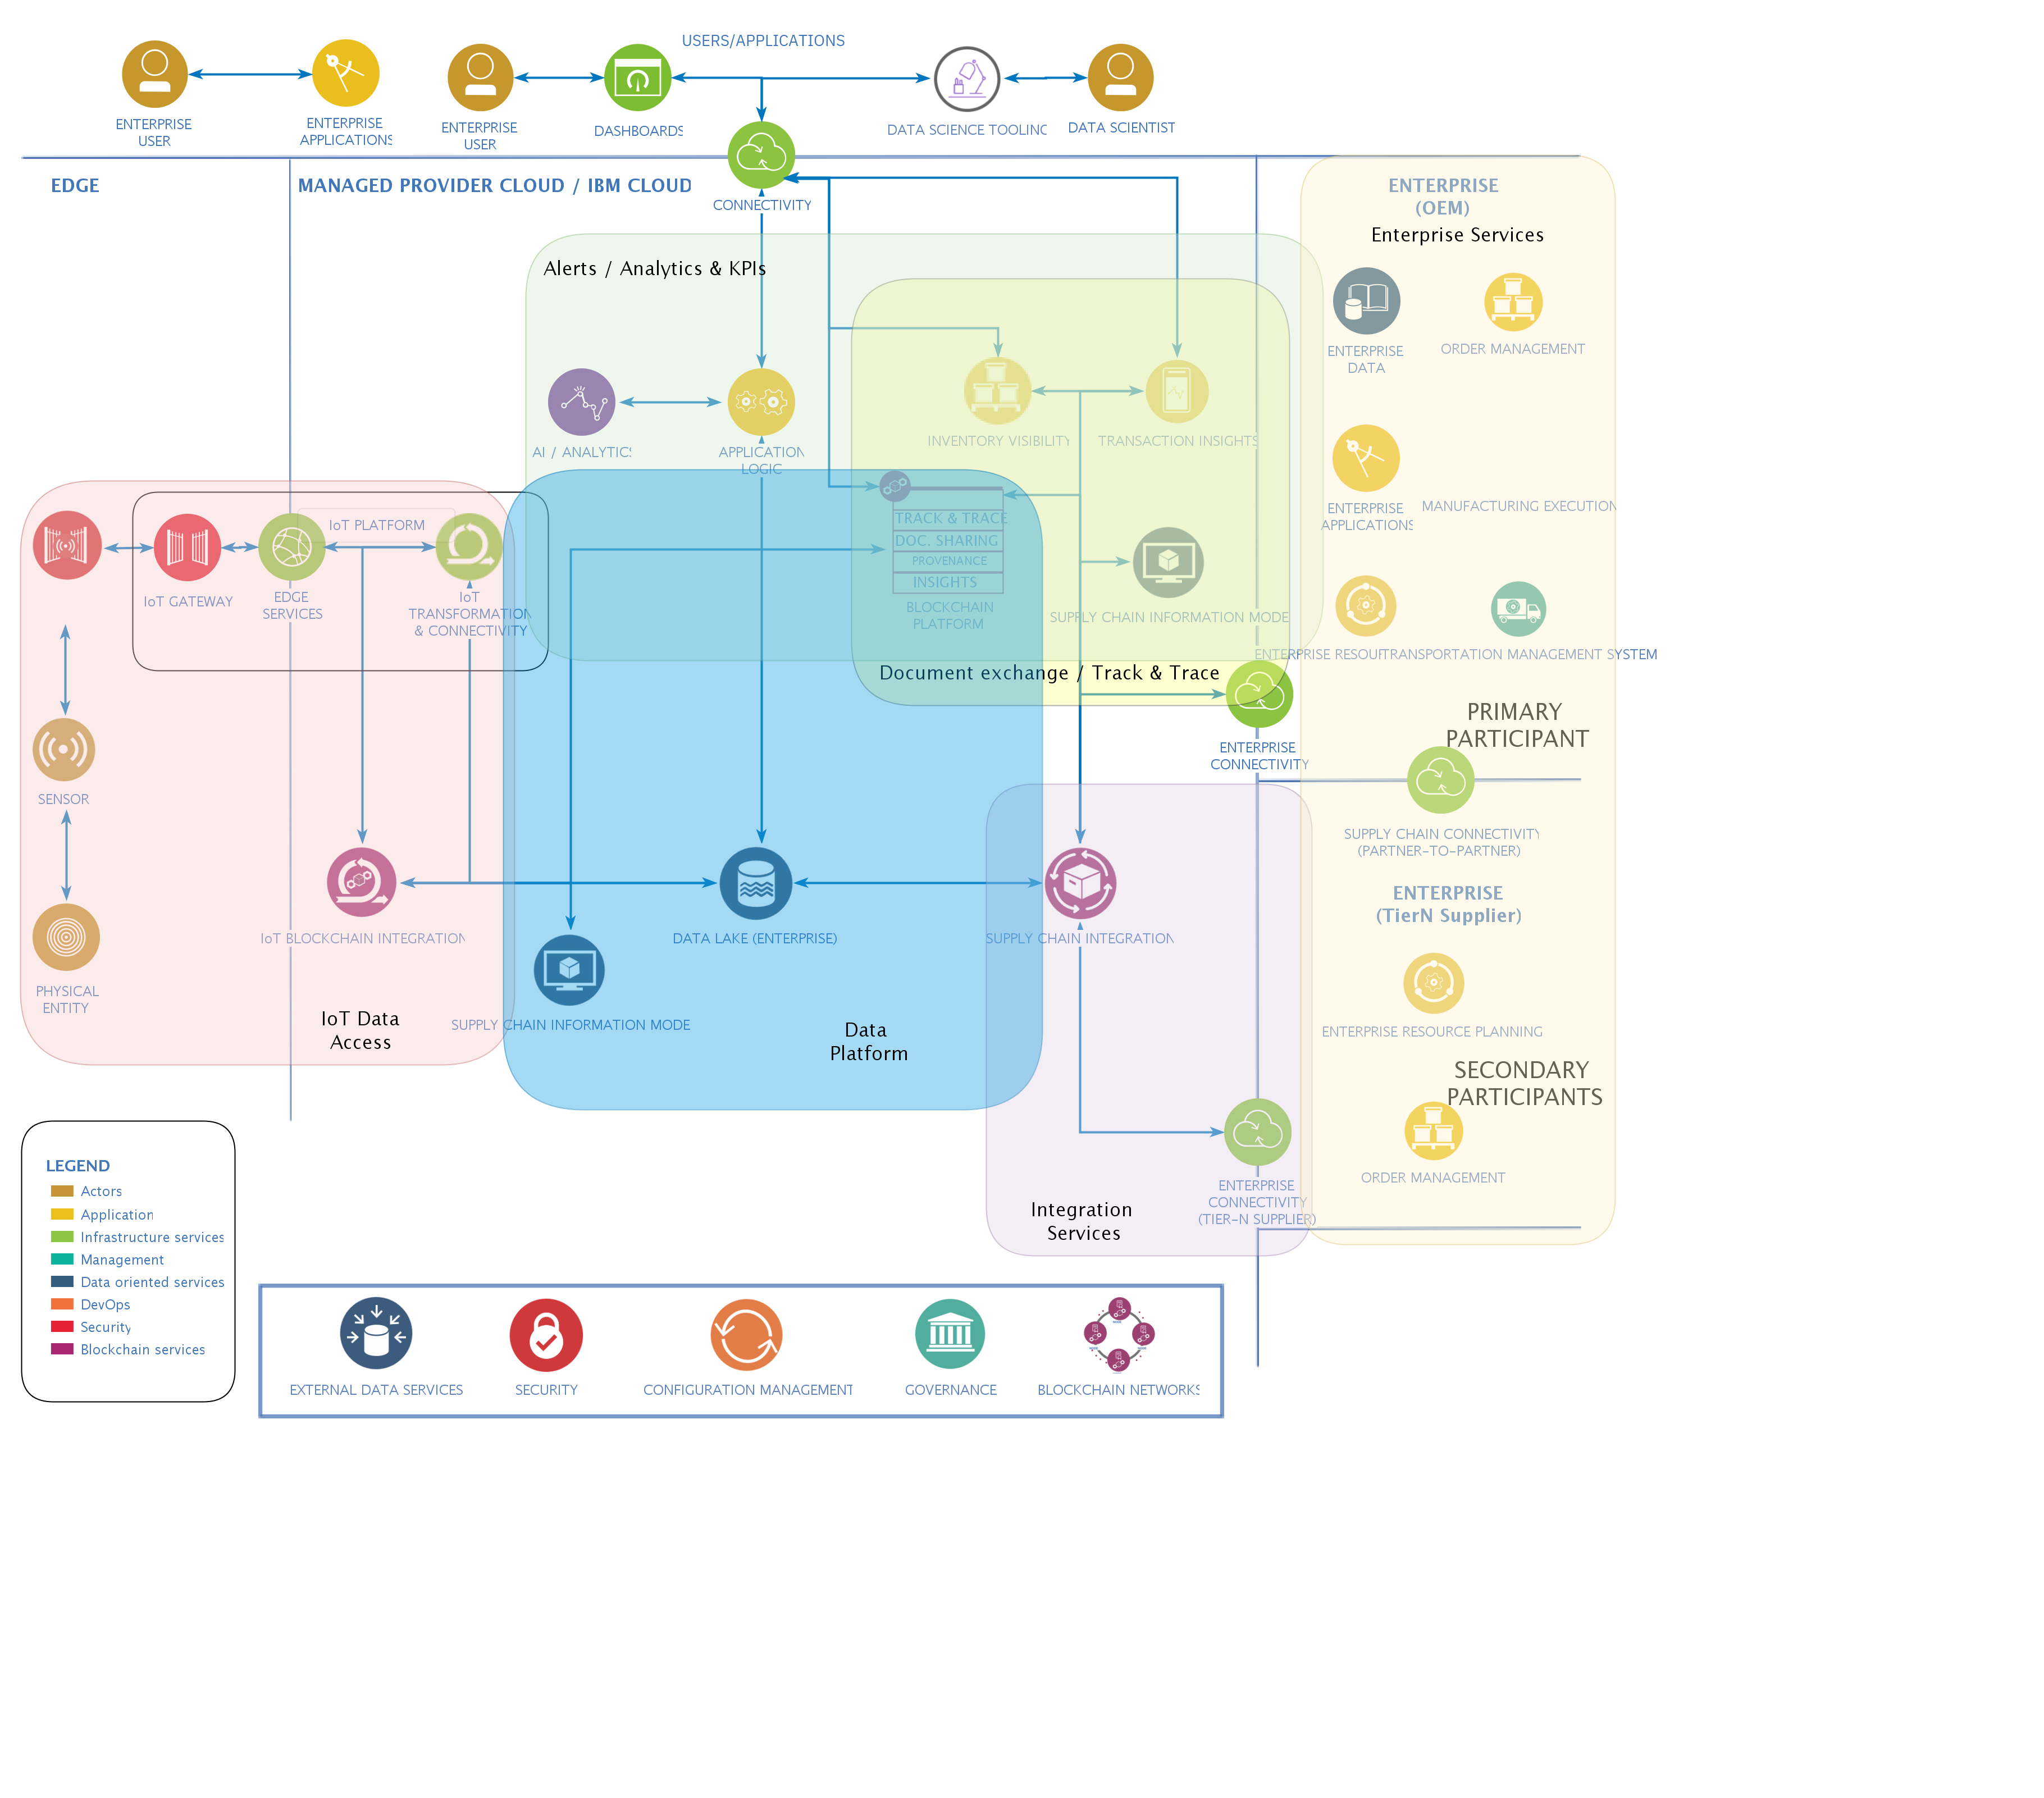 USERS/APPLICATIONS
ENTERPRISE
USER
ENTERPRISE
APPLICATIONS
ENTERPRISE
USER
DASHBOARDS
DATA SCIENCE TOOLING
DATA SCIENTIST
EDGE
MANAGED PROVIDER CLOUD / IBM CLOUD
CONNECTIVITY
ENTERPRISE
(OEM)
Enterprise Services
Alerts / Analytics & KPIs
ENTERPRISE
DATA
ORDER MANAGEMENT
AI / ANALYTICS
APPLICATION
LOGIC
INVENTORY VISIBILITY
TRANSACTION INSIGHTS
ENTERPRISE
APPLICATIONS
MANUFACTURING EXECUTION
IoT PLATFORM
TRACK & TRACE
DOC. SHARING
PROVENANCE
INSIGHTS
BLOCKCHAIN
PLATFORM
SUPPLY CHAIN INFORMATION MODE
IoT GATEWAY
EDGE
SERVICES
IoT
TRANSFORMATION
& CONNECTIVITY
ENTERPRISE RESOUR
TRANSPORTATION MANAGEMENT SYSTEM
Document exchange / Track & Trace
PRIMARY
PARTICIPANT
ENTERPRISE
CONNECTIVITY
SENSOR
SUPPLY CHAIN CONNECTIVITY
(PARTNER-TO-PARTNER)
ENTERPRISE
(TierN Supplier)
IoT BLOCKCHAIN INTEGRATION
DATA LAKE (ENTERPRISE)
SUPPLY CHAIN INTEGRATION
PHYSICAL
ENTITY
IoT Data
Access
SUPPLY CHAIN INFORMATION MODE
Data
Platform
ENTERPRISE RESOURCE PLANNING
SECONDARY
PARTICIPANTS
ORDER MANAGEMENT
ENTERPRISE
CONNECTIVITY
(TIER-N SUPPLIER)
Integration
Services
LEGEND
Actors
Application
Infrastructure services
Management
Data oriented services
DevOps
Security
Blockchain services
EXTERNAL DATA SERVICES
SECURITY
CONFIGURATION MANAGEMENT
GOVERNANCE
BLOCKCHAIN NETWORKS